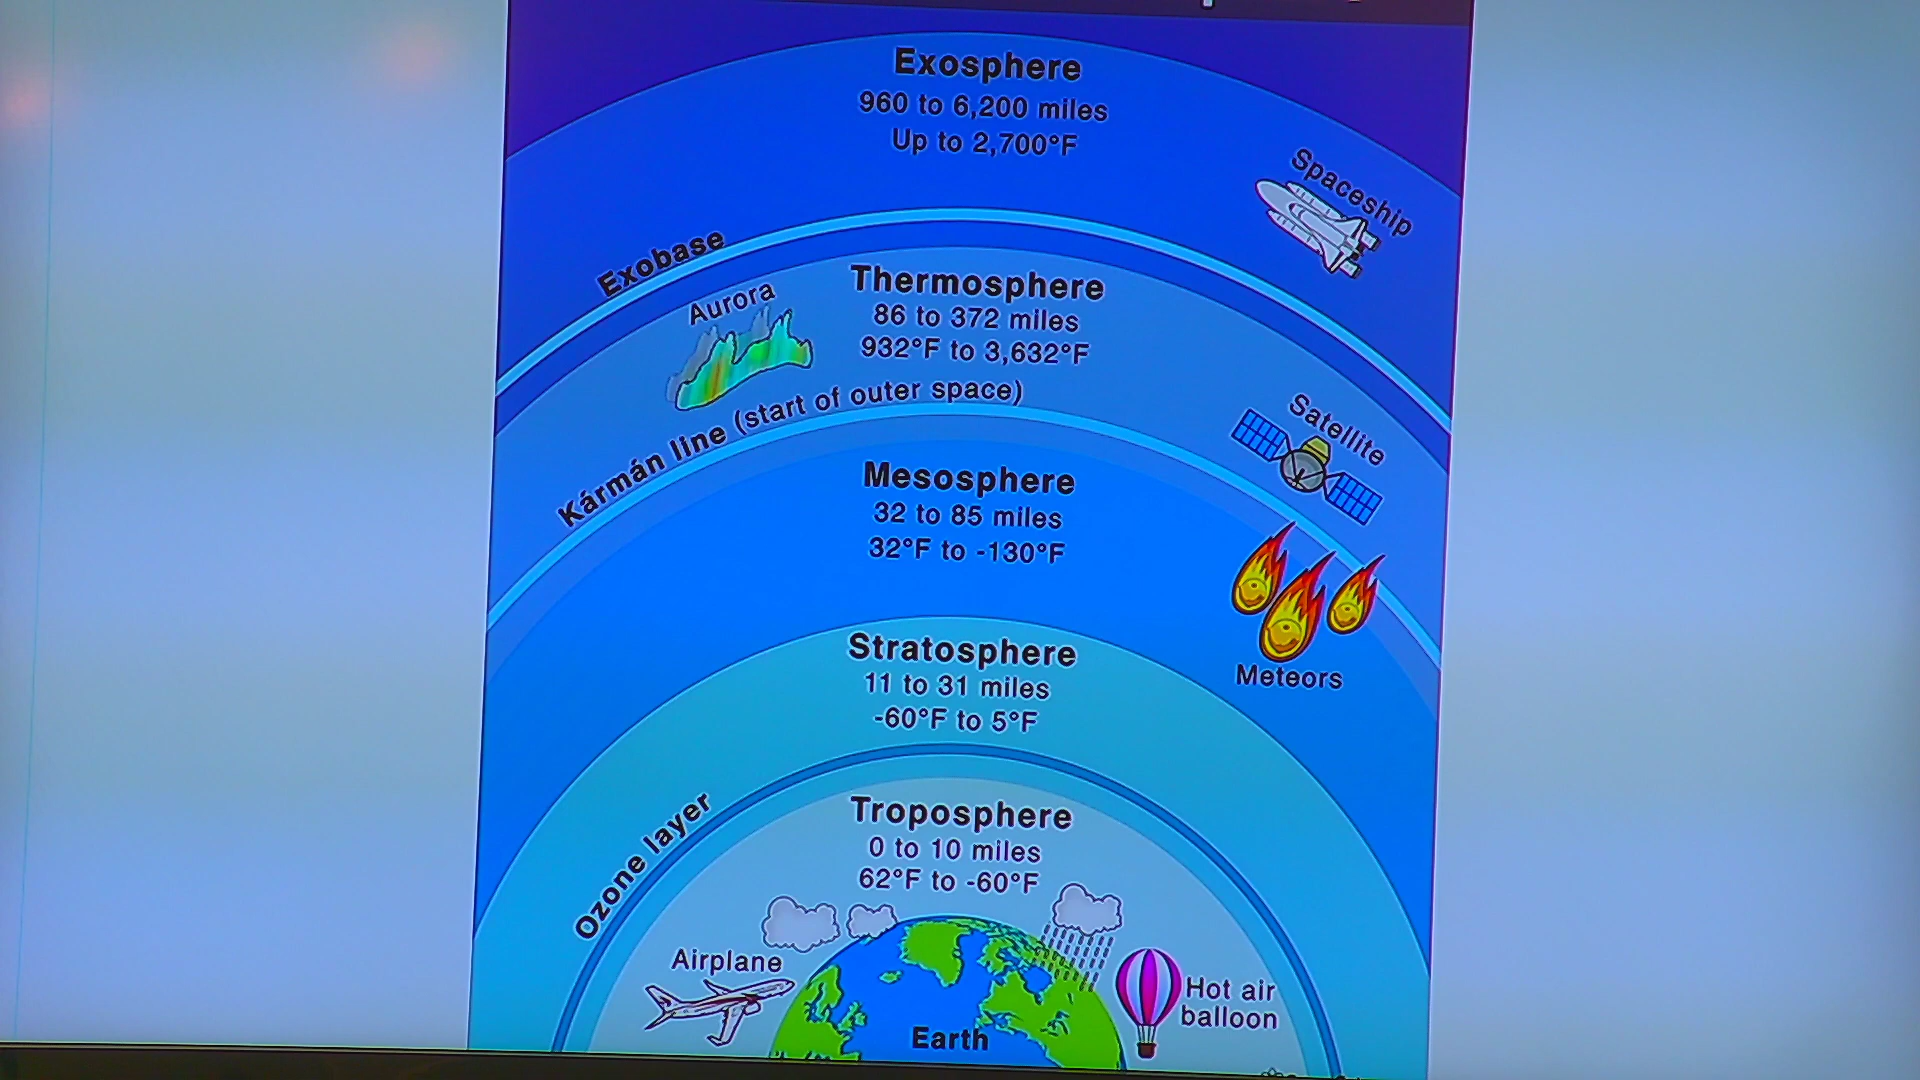 Exosphere
960 to 6,200 miles
Up to 2,700°F
Spaceship
Exobase
Thermosphere
86 to 372 miles
932°F to 3,632°F
Aurora
Kármán line (start of outer space)
Satellite
Mesosphere
32 to 85 miles
32°F to -130°F
Meteors
Stratosphere
11 to 31 miles
-60°F to 5°F
Ozone layer
Troposphere
0 to 10 miles
62°F to -60°F
Airplane
Hot air
balloon
Earth